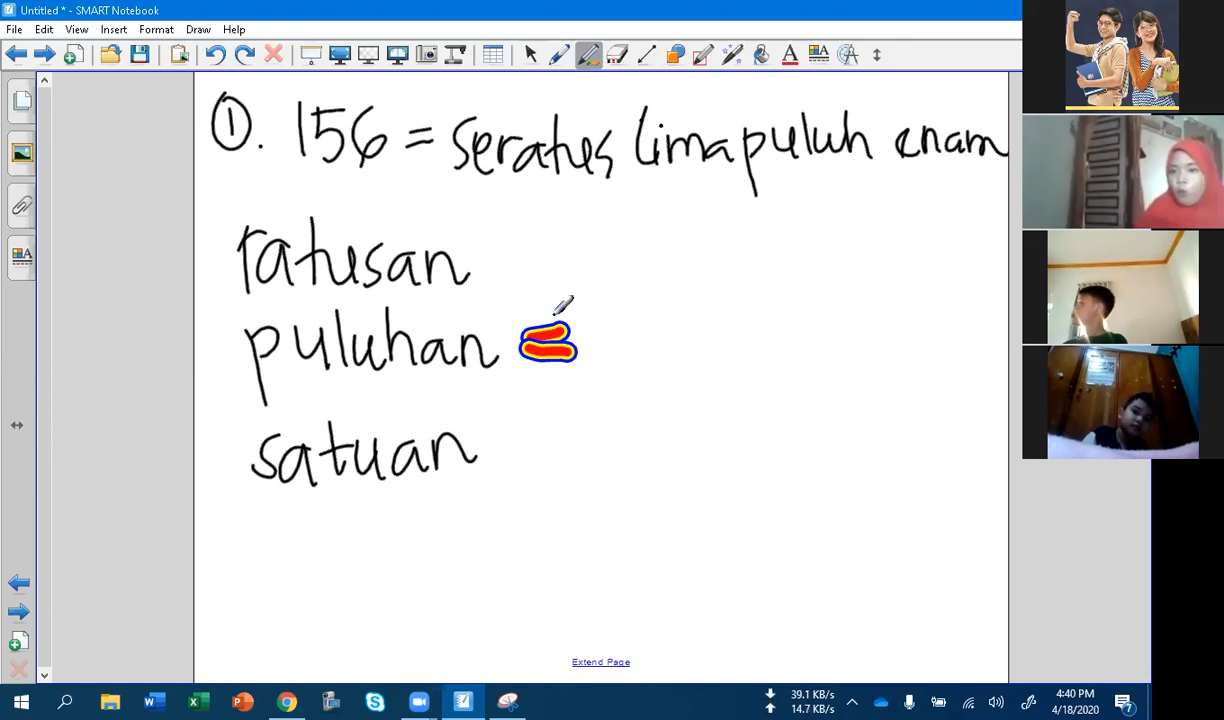 Untitled * - SMART Notebook
File Edit View Insert Format Draw Help
①. 156 = seratus limapuluh enam
ratusan
puluhan =
satuan
Extend Page
39.1 KB/s
14.7 KB/s
4:40 PM
4/18/2020
7